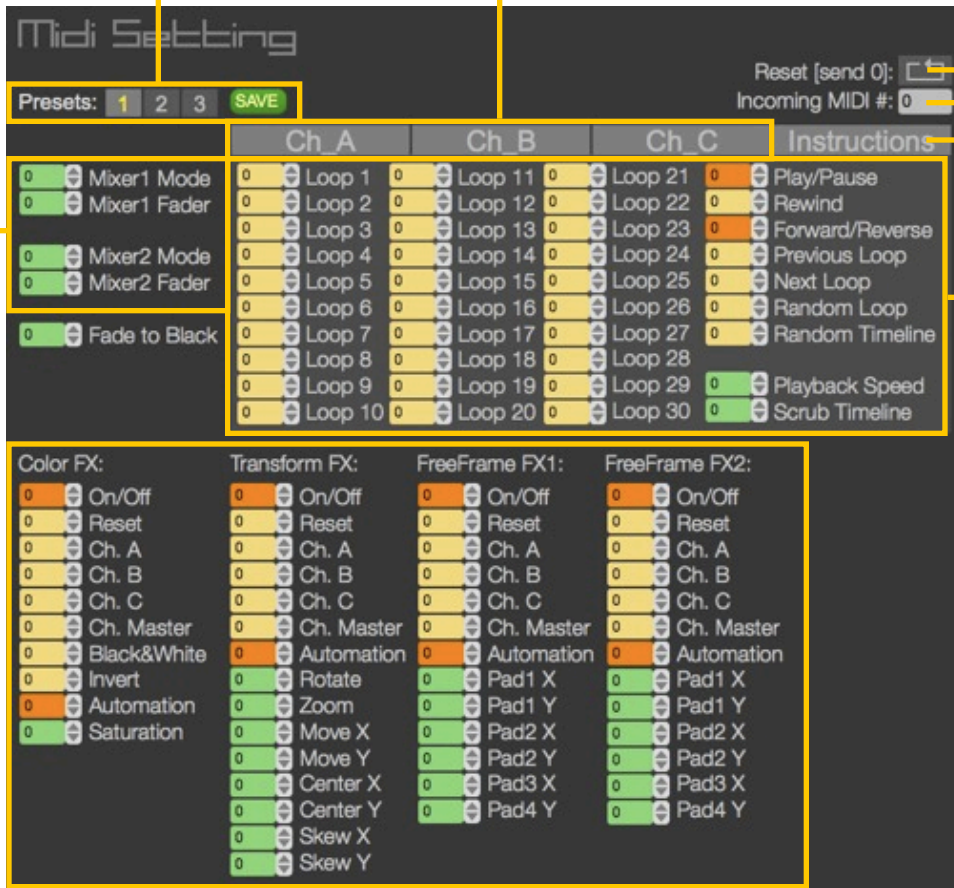 Midi Setting
Reset [send 0]:
Presets: 1 2 3 SAVE
Incoming MIDI #: 0
Ch_A Ch_B Ch_C Instructions
0 Mixer1 Mode
0 Mixer1 Fader
0 Mixer2 Mode
0 Mixer2 Fader
0 Fade to Black
0 Loop 1 0 Loop 11 0 Loop 21 0 Play/Pause
0 Loop 2 0 Loop 12 0 Loop 22 0 Rewind
0 Loop 3 0 Loop 13 0 Loop 23 0 Forward/Reverse
0 Loop 4 0 Loop 14 0 Loop 24 0 Previous Loop
0 Loop 5 0 Loop 15 0 Loop 25 0 Next Loop
0 Loop 6 0 Loop 16 0 Loop 26 0 Random Loop
0 Loop 7 0 Loop 17 0 Loop 27 0 Random Timeline
0 Loop 8 0 Loop 18 0 Loop 28
0 Loop 9 0 Loop 19 0 Loop 29 0 Playback Speed
0 Loop 10 0 Loop 20 0 Loop 30 0 Scrub Timeline
Color FX:
0 On/Off
0 Reset
0 Ch. A
0 Ch. B
0 Ch. C
0 Ch. Master
0 Black&White
0 Invert
0 Automation
0 Saturation
Transform FX:
0 On/Off
0 Reset
0 Ch. A
0 Ch. B
0 Ch. C
0 Ch. Master
0 Automation
0 Rotate
0 Zoom
0 Move X
0 Move Y
0 Center X
0 Center Y
0 Skew X
0 Skew Y
FreeFrame FX1:
0 On/Off
0 Reset
0 Ch. A
0 Ch. B
0 Ch. C
0 Ch. Master
0 Automation
0 Pad1 X
0 Pad1 Y
0 Pad2 X
0 Pad2 Y
0 Pad3 X
0 Pad4 Y
FreeFrame FX2:
0 On/Off
0 Reset
0 Ch. A
0 Ch. B
0 Ch. C
0 Ch. Master
0 Automation
0 Pad1 X
0 Pad1 Y
0 Pad2 X
0 Pad2 Y
0 Pad3 X
0 Pad4 Y